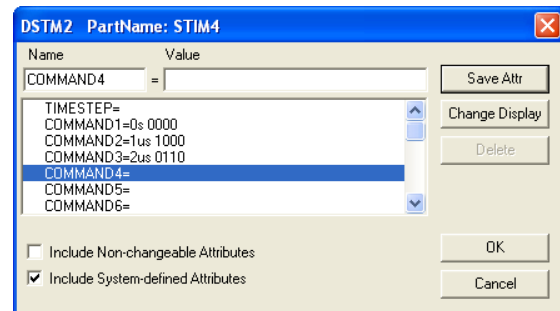 DSTM2 PartName: STIM4
Name Value
COMMAND4 =
Save Attr
TIMESTEP=
COMMAND1=0s 0000
COMMAND2=1us 1000
COMMAND3=2us 0110
COMMAND4=
COMMAND5=
COMMAND6=
Change Display
Delete
Include Non-changeable Attributes
Include System-defined Attributes
OK
Cancel